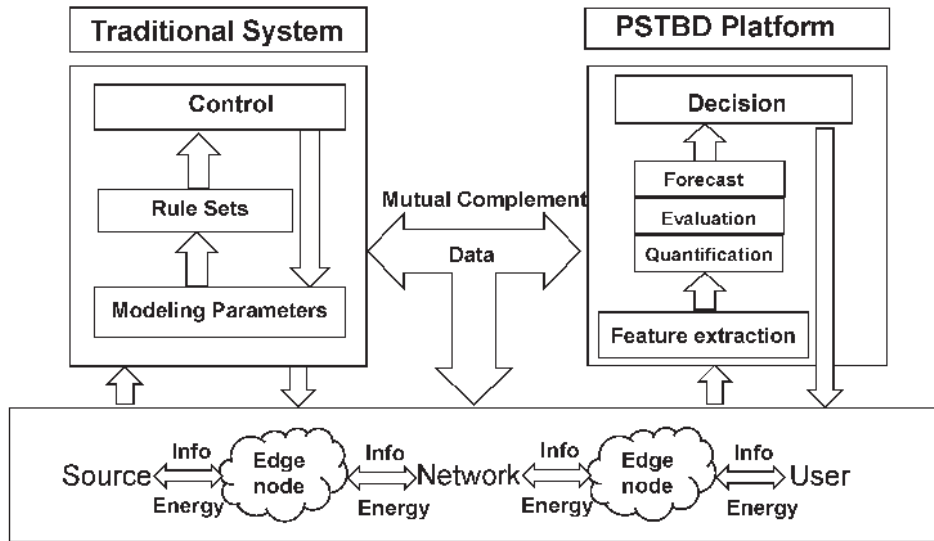 Traditional System
PSTBD Platform
Control
Rule Sets
Modeling Parameters
Mutual Complement
Data
Decision
Forecast
Evaluation
Quantification
Feature extraction
Source
Info
Energy
Edge
node
Info
Energy
Network
Info
Energy
Edge
node
Info
Energy
User